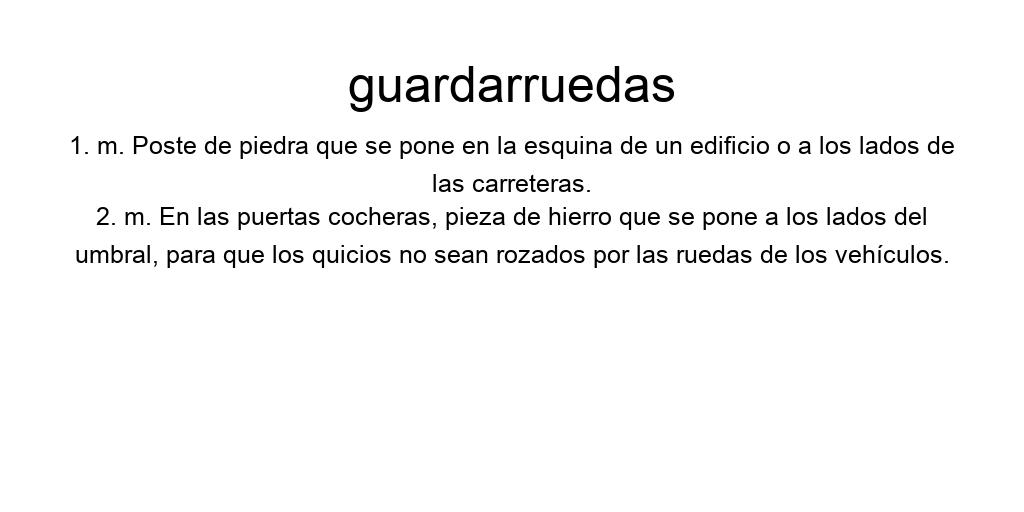 guardarruedas
1. m. Poste de piedra que se pone en la esquina de un edificio o a los lados de
las carreteras.
2. m. En las puertas cocheras, pieza de hierro que se pone a los lados del
umbral, para que los quicios no sean rozados por las ruedas de los vehículos.